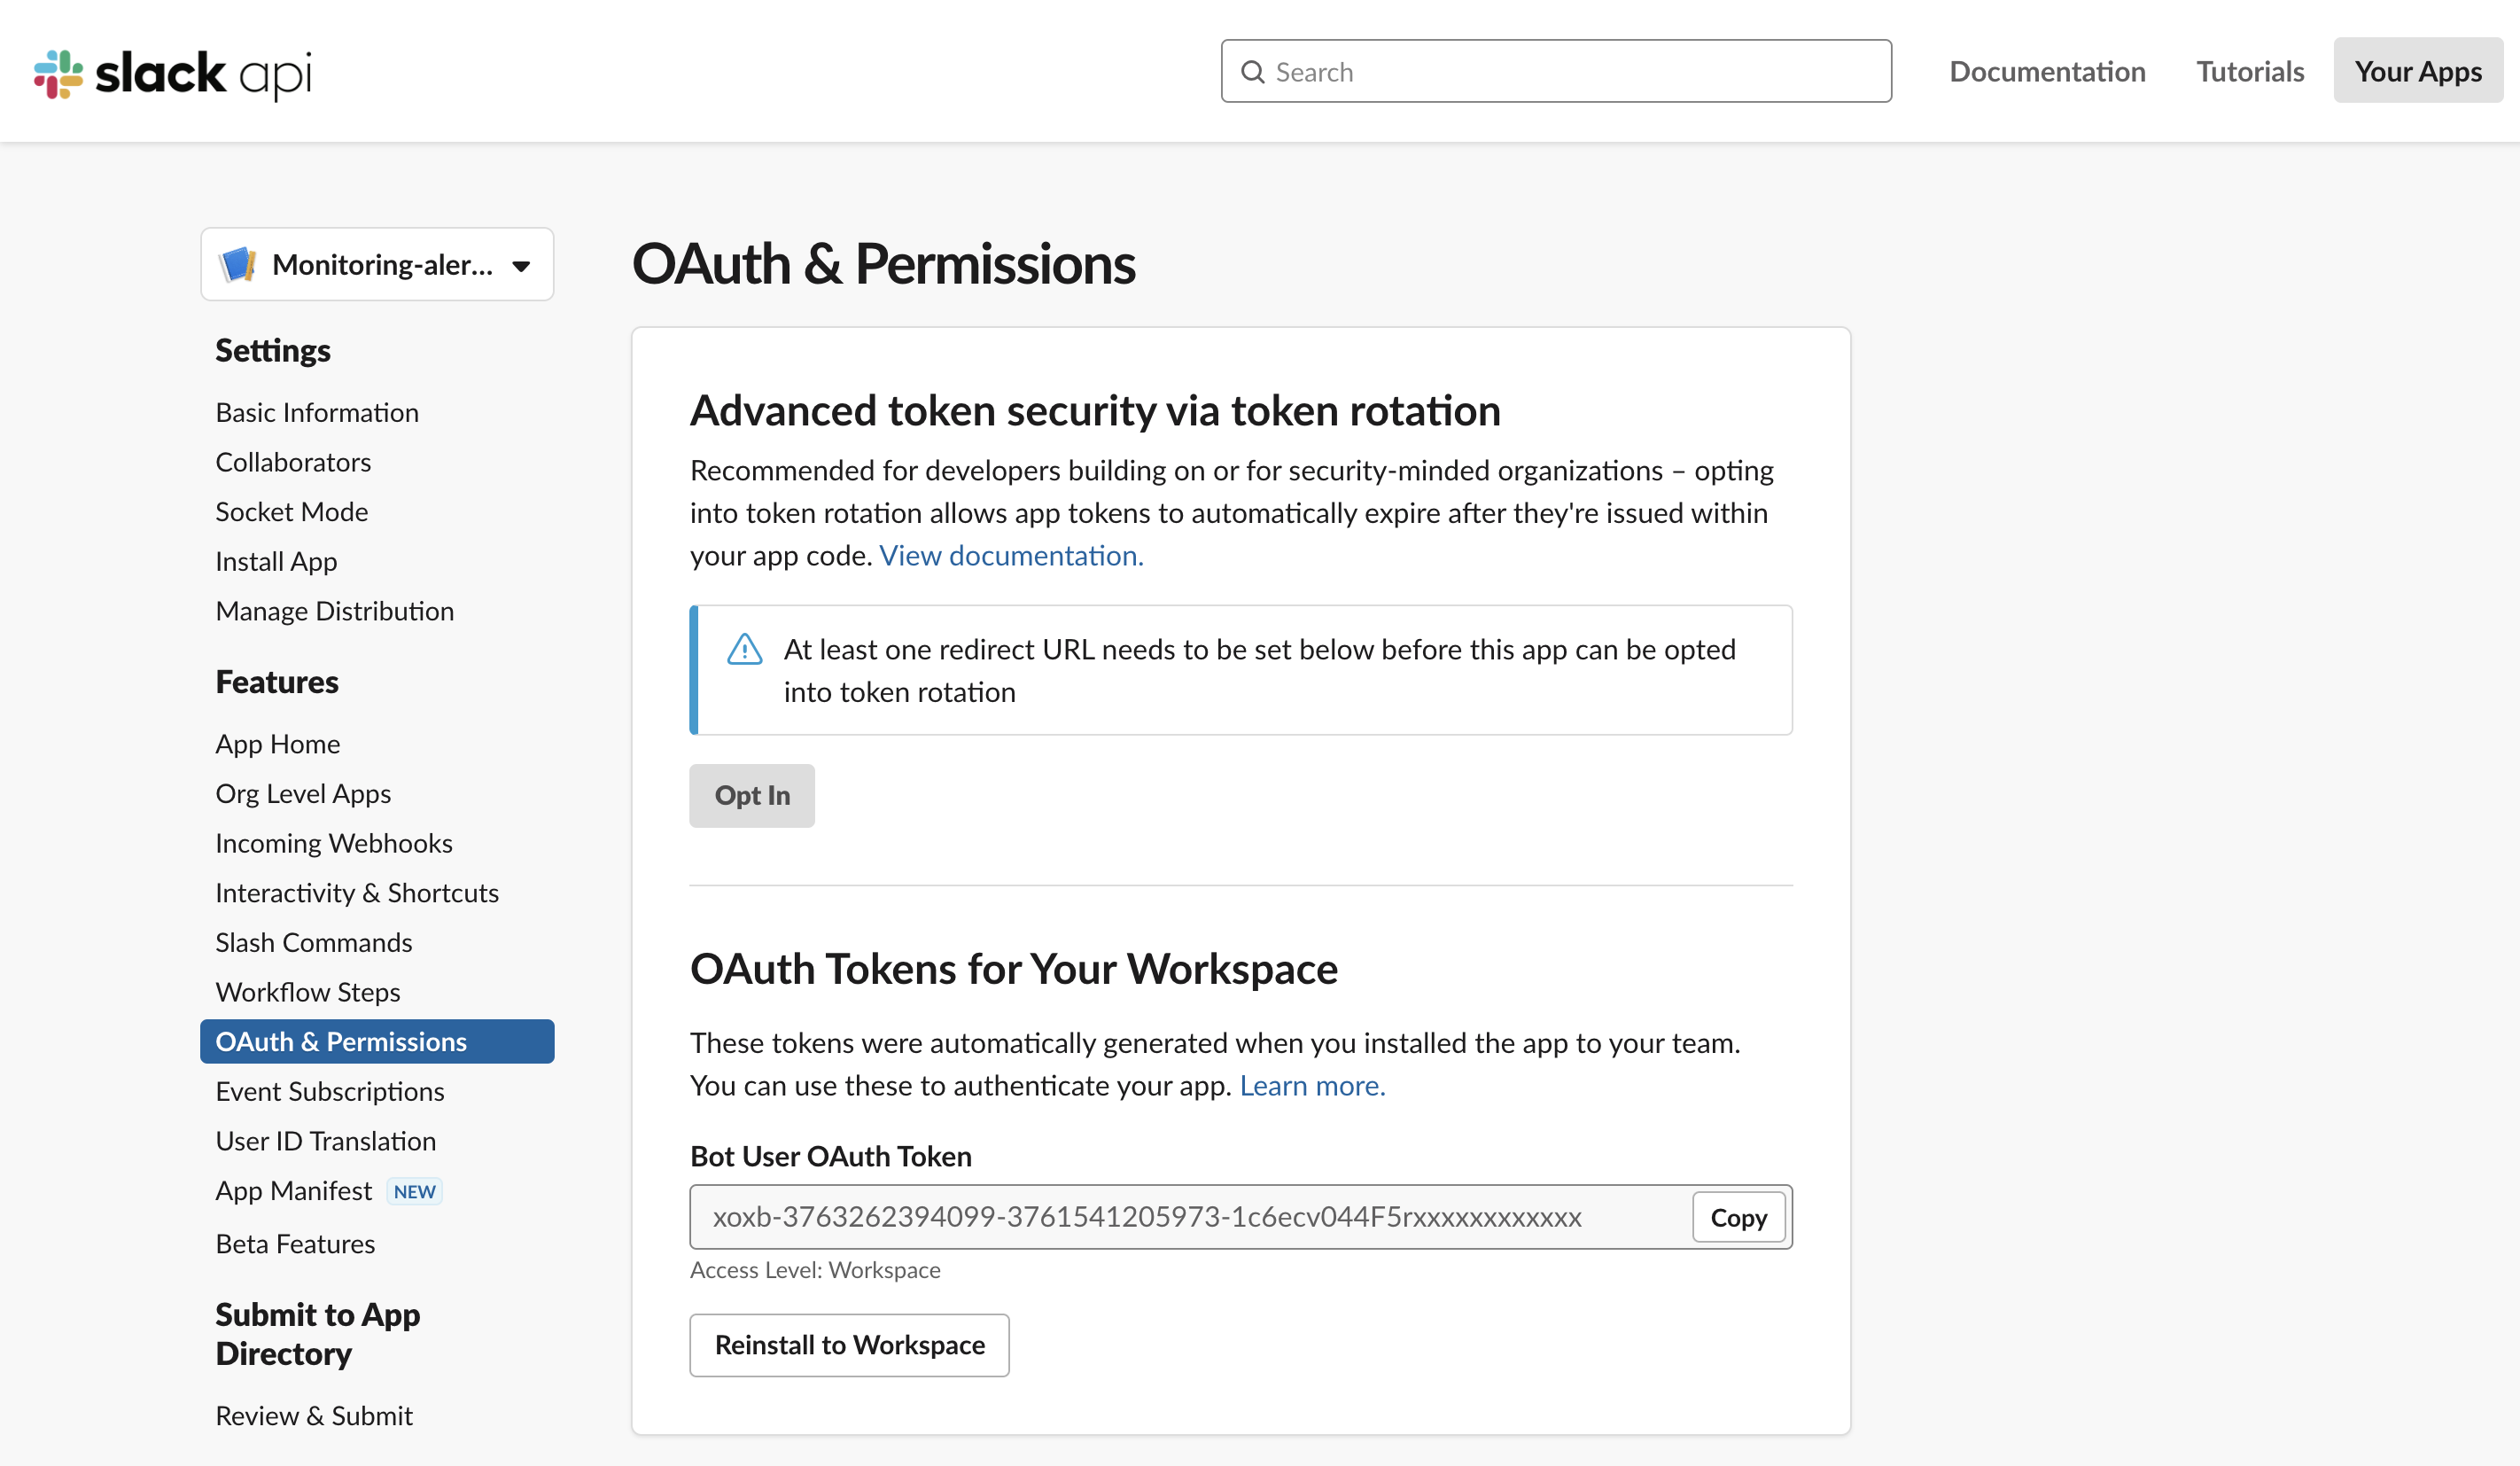 slack api
Search
Documentation
Tutorials
Your Apps
Monitoring-aler...
Settings
Basic Information
Collaborators
Socket Mode
Install App
Manage Distribution
Features
App Home
Org Level Apps
Incoming Webhooks
Interactivity & Shortcuts
Slash Commands
Workflow Steps
OAuth & Permissions
Event Subscriptions
User ID Translation
App Manifest NEW
Beta Features
Submit to App
Directory
Review & Submit
OAuth & Permissions
Advanced token security via token rotation
Recommended for developers building on or for security-minded organizations – opting
into token rotation allows app tokens to automatically expire after they're issued within
your app code. View documentation.
At least one redirect URL needs to be set below before this app can be opted
into token rotation
Opt In
OAuth Tokens for Your Workspace
These tokens were automatically generated when you installed the app to your team.
You can use these to authenticate your app. Learn more.
Bot User OAuth Token
xoxb-3763262394099-3761541205973-1c6ecv044F5rxxxxxxxxxxxx
Copy
Access Level: Workspace
Reinstall to Workspace